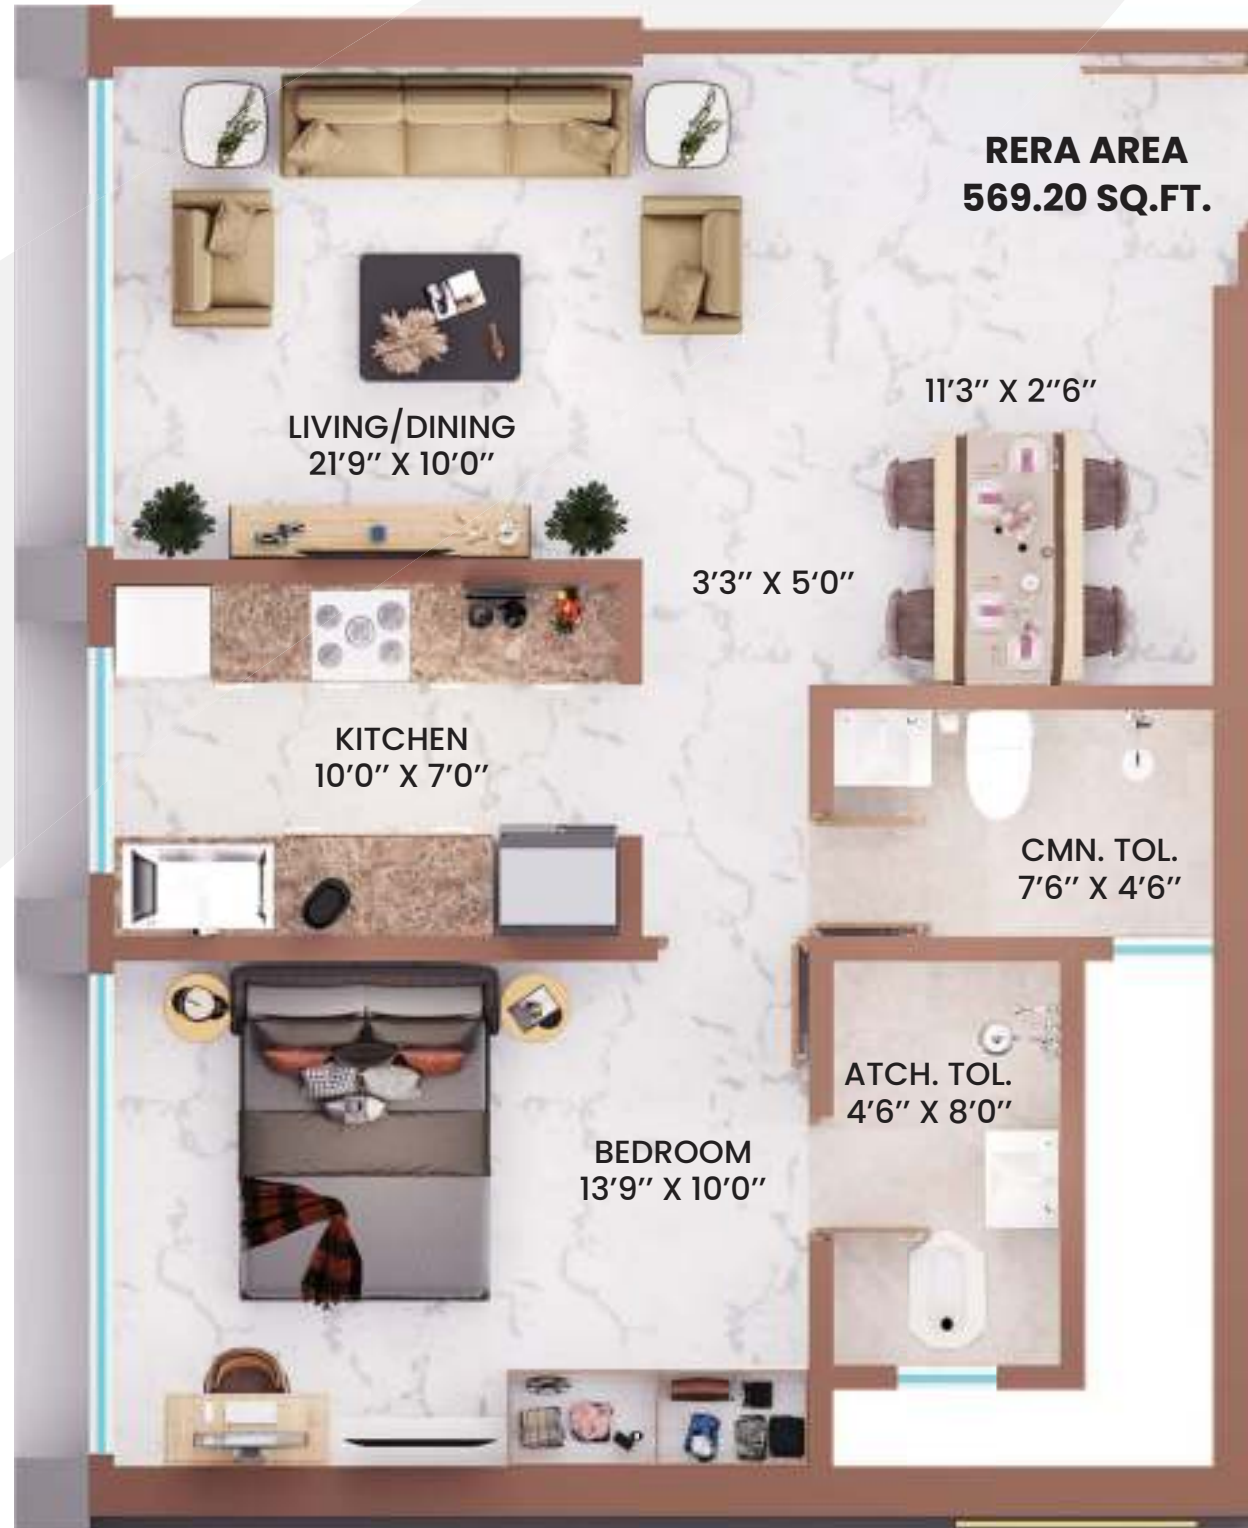 RERA AREA
569.20 SQ.FT.
11’3’’ X 2’’6’’
LIVING/DINING
21’9’’ X 10’0’’
3’3’’ X 5‘0’’
KITCHEN
10’0’’ X 7’0’’
CMN. TOL.
7’6’’ X 4’6’’
ATCH. TOL.
4’6’’ X 8’0’’
BEDROOM
13’9’’ X 10’0’’